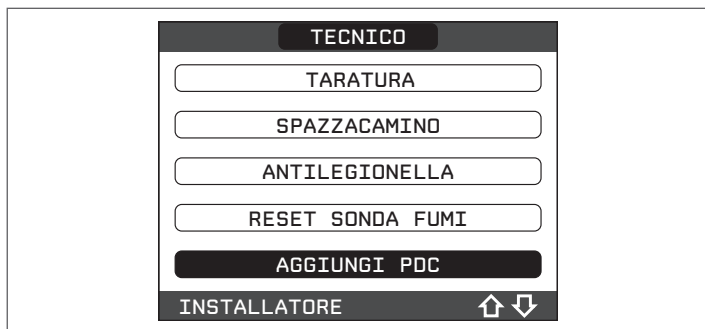 TECNICO
TARATURA
SPAZZACAMINO
ANTILEGIONELLA
RESET SONDA FUMI
AGGIUNGI PDC
INSTALLATORE